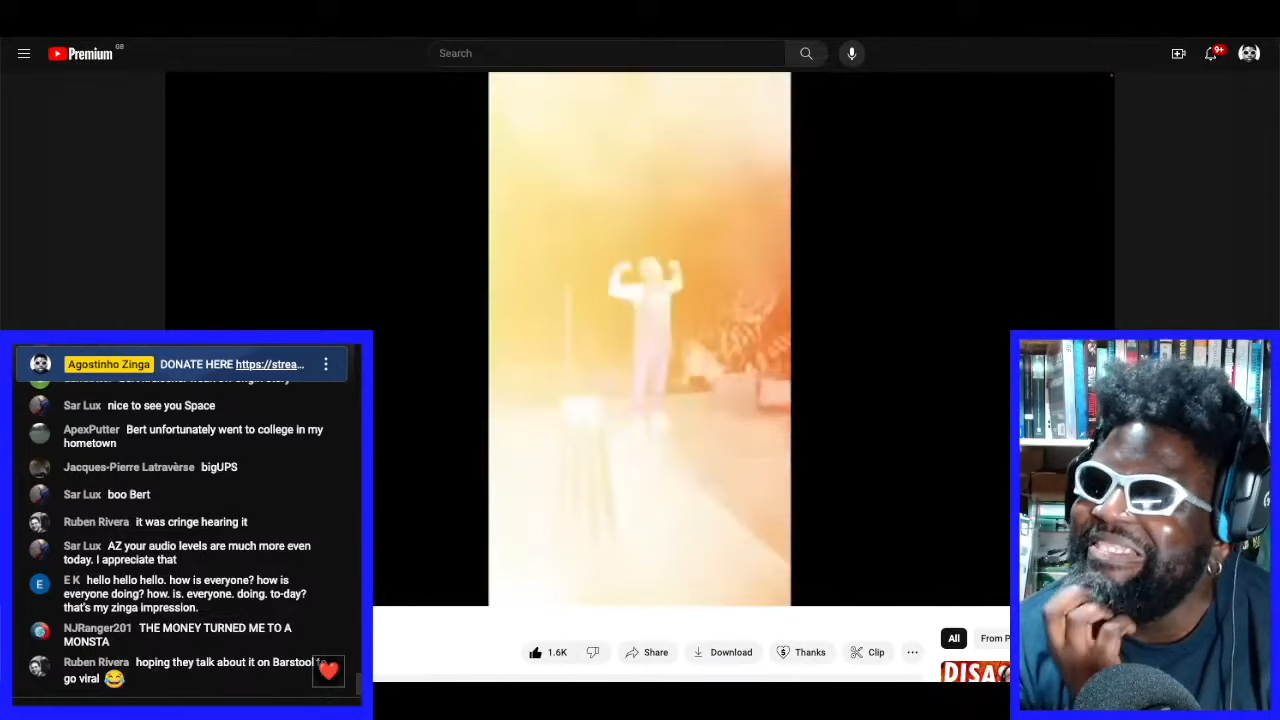 Premium GB
Search
9+
Agostinho Zinga DONATE HERE https://strea...
Sar Lux nice to see you Space
ApexPutter Bert unfortunately went to college in my
hometown
Jacques-Pierre Latravèrse bigUPS
Sar Lux boo Bert
Ruben Rivera it was cringe hearing it
Sar Lux AZ your audio levels are much more even
today. I appreciate that
E
E K hello hello hello. how is everyone? how is
everyone doing? how. is. everyone. doing. to-day?
that's my zinga impression.
NJRanger201 THE MONEY TURNED ME TO A
MONSTA
Ruben Rivera hoping they talk about it on Barstool
go viral 😂
1.6K
Share
Download
Thanks
Clip
All
From